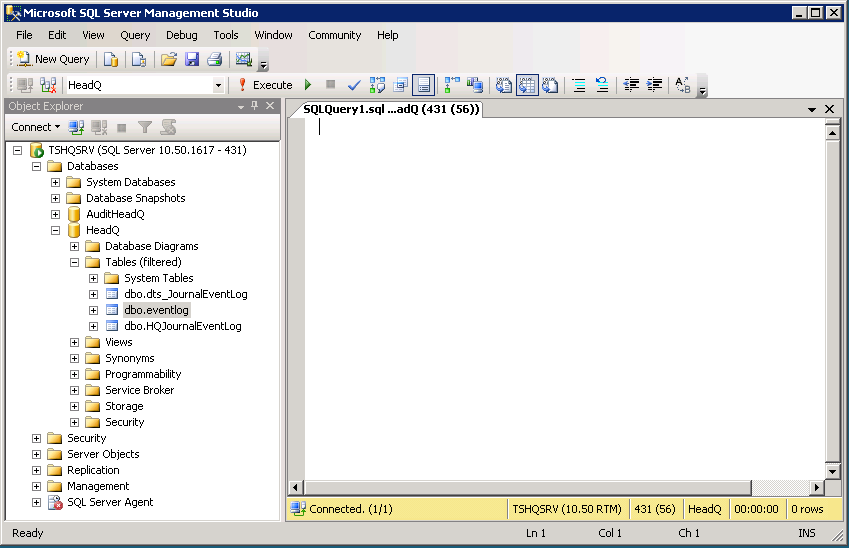 Microsoft SQL Server Management Studio
File Edit View Query Debug Tools Window Community Help
New Query
HeadQ Execute
Object Explorer
SQLQuery1.sql ...adQ (431 (56))
Connect
TSHQSRV (SQL Server 10.50.1617 - 431)
Databases
System Databases
Database Snapshots
AuditHeadQ
HeadQ
Database Diagrams
Tables (filtered)
System Tables
dbo.dts_JournalEventLog
dbo.eventlog
dbo.HQJournalEventLog
Views
Synonyms
Programmability
Service Broker
Storage
Security
Security
Server Objects
Replication
Management
SQL Server Agent
Connected. (1/1) TSHQSRV (10.50 RTM) 431 (56) HeadQ 00:00:00 0 rows
Ready Ln 1 Col 1 Ch 1 INS